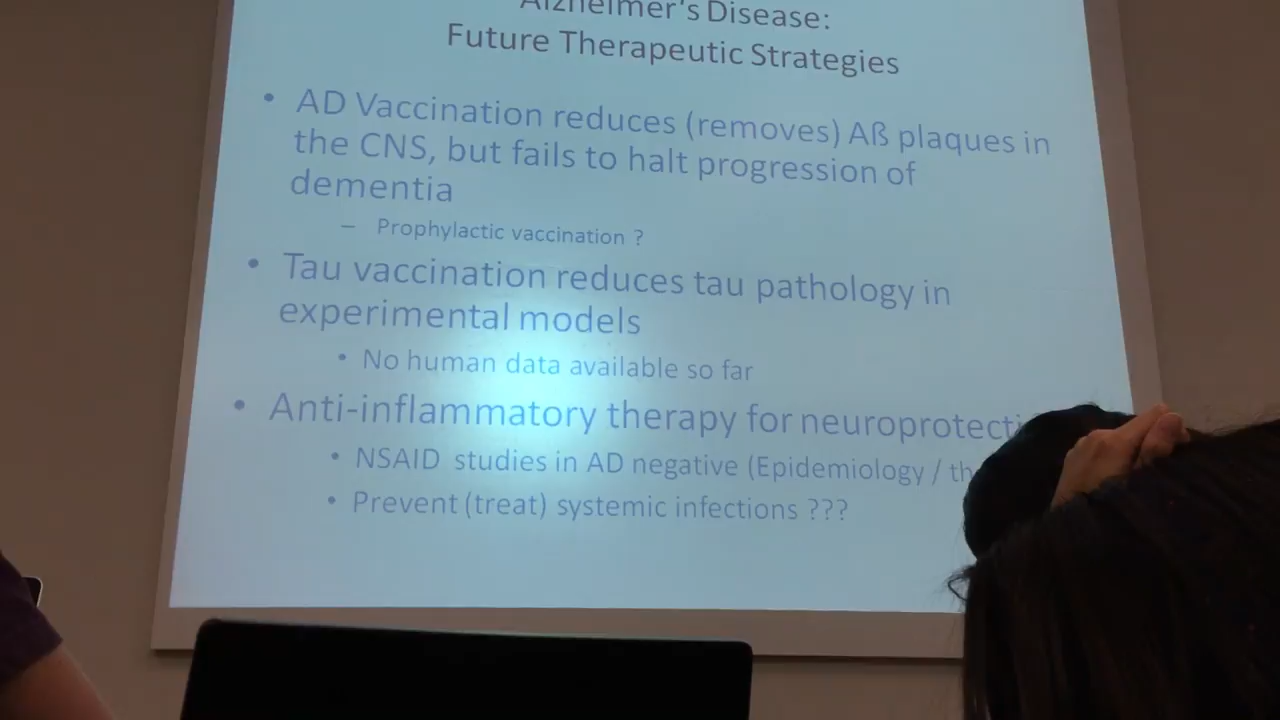 Alzheimer's Disease:
Future Therapeutic Strategies
• AD Vaccination reduces (removes) Aß plaques in
the CNS, but fails to halt progression of
dementia
– Prophylactic vaccination ?
• Tau vaccination reduces tau pathology in
experimental models
• No human data available so far
• Anti-inflammatory therapy for neuroprotecti
• NSAID studies in AD negative (Epidemiology / th
• Prevent (treat) systemic infections ???